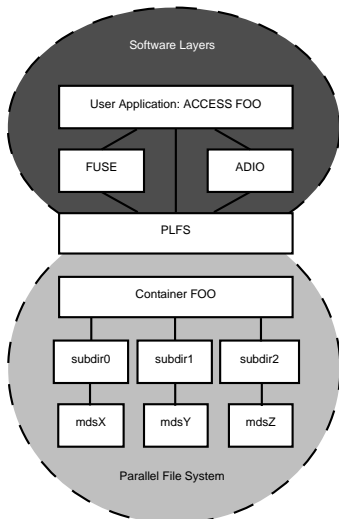 Software Layers
User Application: ACCESS FOO
FUSE
ADIO
PLFS
Container FOO
subdir0
subdir1
subdir2
mdsX
mdsY
mdsZ
Parallel File System